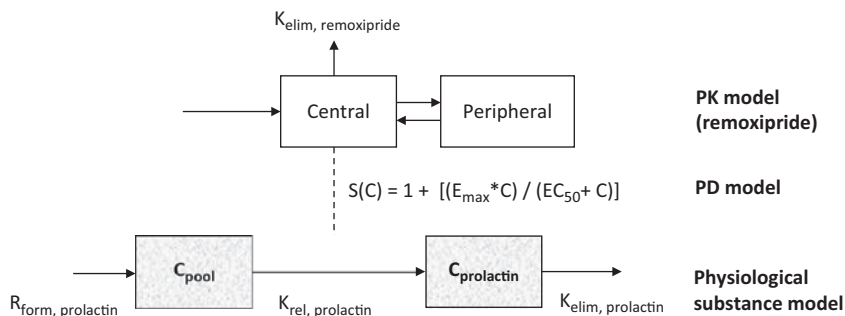 K_elim, remoxipride
Central
Peripheral
PK model
(remoxipride)
S(C) = 1 + [(E_max*C) / (EC_50+ C)]
PD model
C_pool
C_prolactin
R_form, prolactin
K_rel, prolactin
K_elim, prolactin
Physiological
substance model